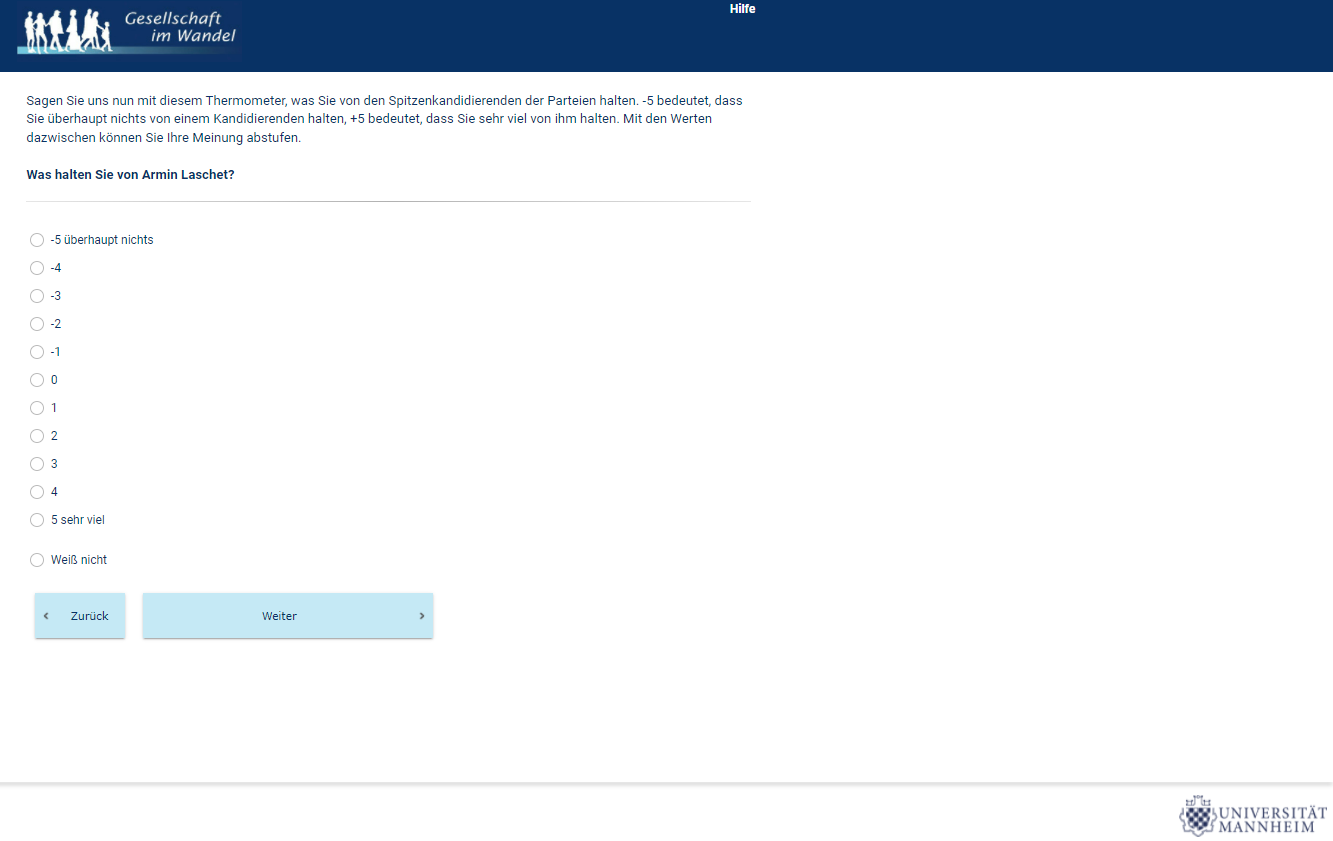 Gesellschaft
im Wandel
Hilfe
Sagen Sie uns nun mit diesem Thermometer, was Sie von den Spitzenkandidierenden der Parteien halten. -5 bedeutet, dass
Sie überhaupt nichts von einem Kandidierenden halten, +5 bedeutet, dass Sie sehr viel von ihm halten. Mit den Werten
dazwischen können Sie Ihre Meinung abstufen.
Was halten Sie von Armin Laschet?
-5 überhaupt nichts
-4
-3
-2
-1
0
1
2
3
4
5 sehr viel
Weiß nicht
‹ Zurück
Weiter ›
UNIVERSITÄT
MANNHEIM